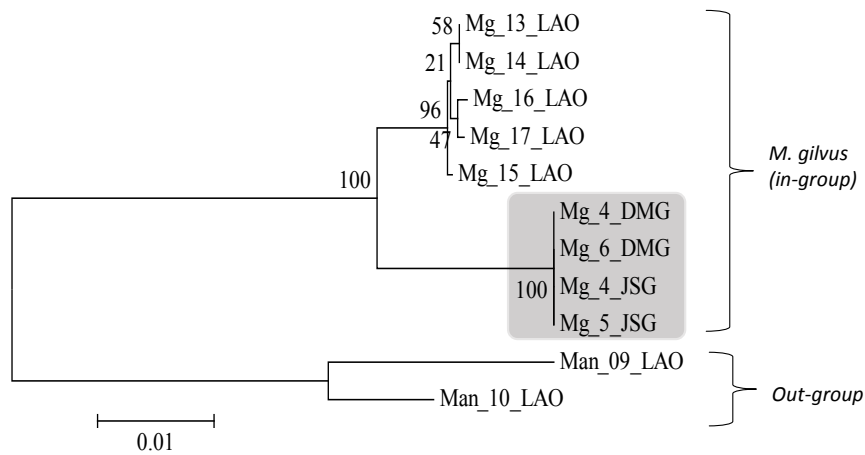 58
Mg_13_LAO
21
Mg_14_LAO
96
Mg_16_LAO
47
Mg_17_LAO
100
Mg_15_LAO
M. gilvus
(in-group)
Mg_4_DMG
Mg_6_DMG
100
Mg_4_JSG
Mg_5_JSG
Man_09_LAO
Man_10_LAO
Out-group
0.01